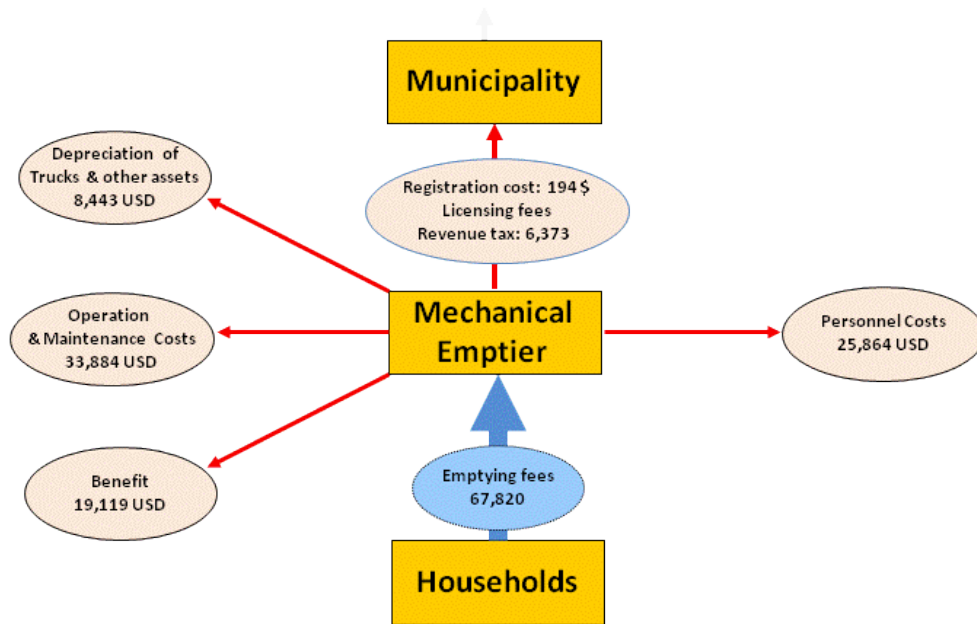 Municipality
Depreciation of
Trucks & other assets
8,443 USD
Registration cost: 194 $
Licensing fees
Revenue tax: 6,373
Operation
& Maintenance Costs
33,884 USD
Mechanical
Emptier
Personnel Costs
25,864 USD
Benefit
19,119 USD
Emptying fees
67,820
Households